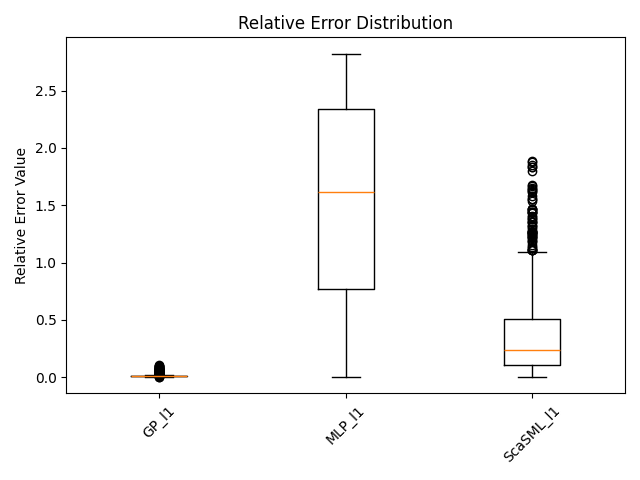 Relative Error Distribution
Relative Error Value
2.5
2.0
1.5
1.0
0.5
0.0
GP_l1
MLP_l1
ScaSML_l1